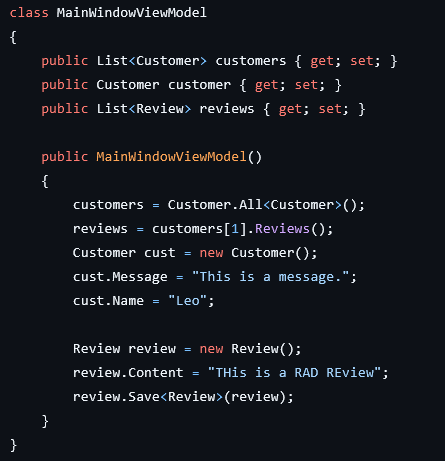 class MainWindowViewModel
{
    public List<Customer> customers { get; set; }
    public Customer customer { get; set; }
    public List<Review> reviews { get; set; }

    public MainWindowViewModel()
    {
        customers = Customer.All<Customer>();
        reviews = customers[1].Reviews();
        Customer cust = new Customer();
        cust.Message = "This is a message.";
        cust.Name = "Leo";

        Review review = new Review();
        review.Content = "THis is a RAD REview";
        review.Save<Review>(review);
    }
}